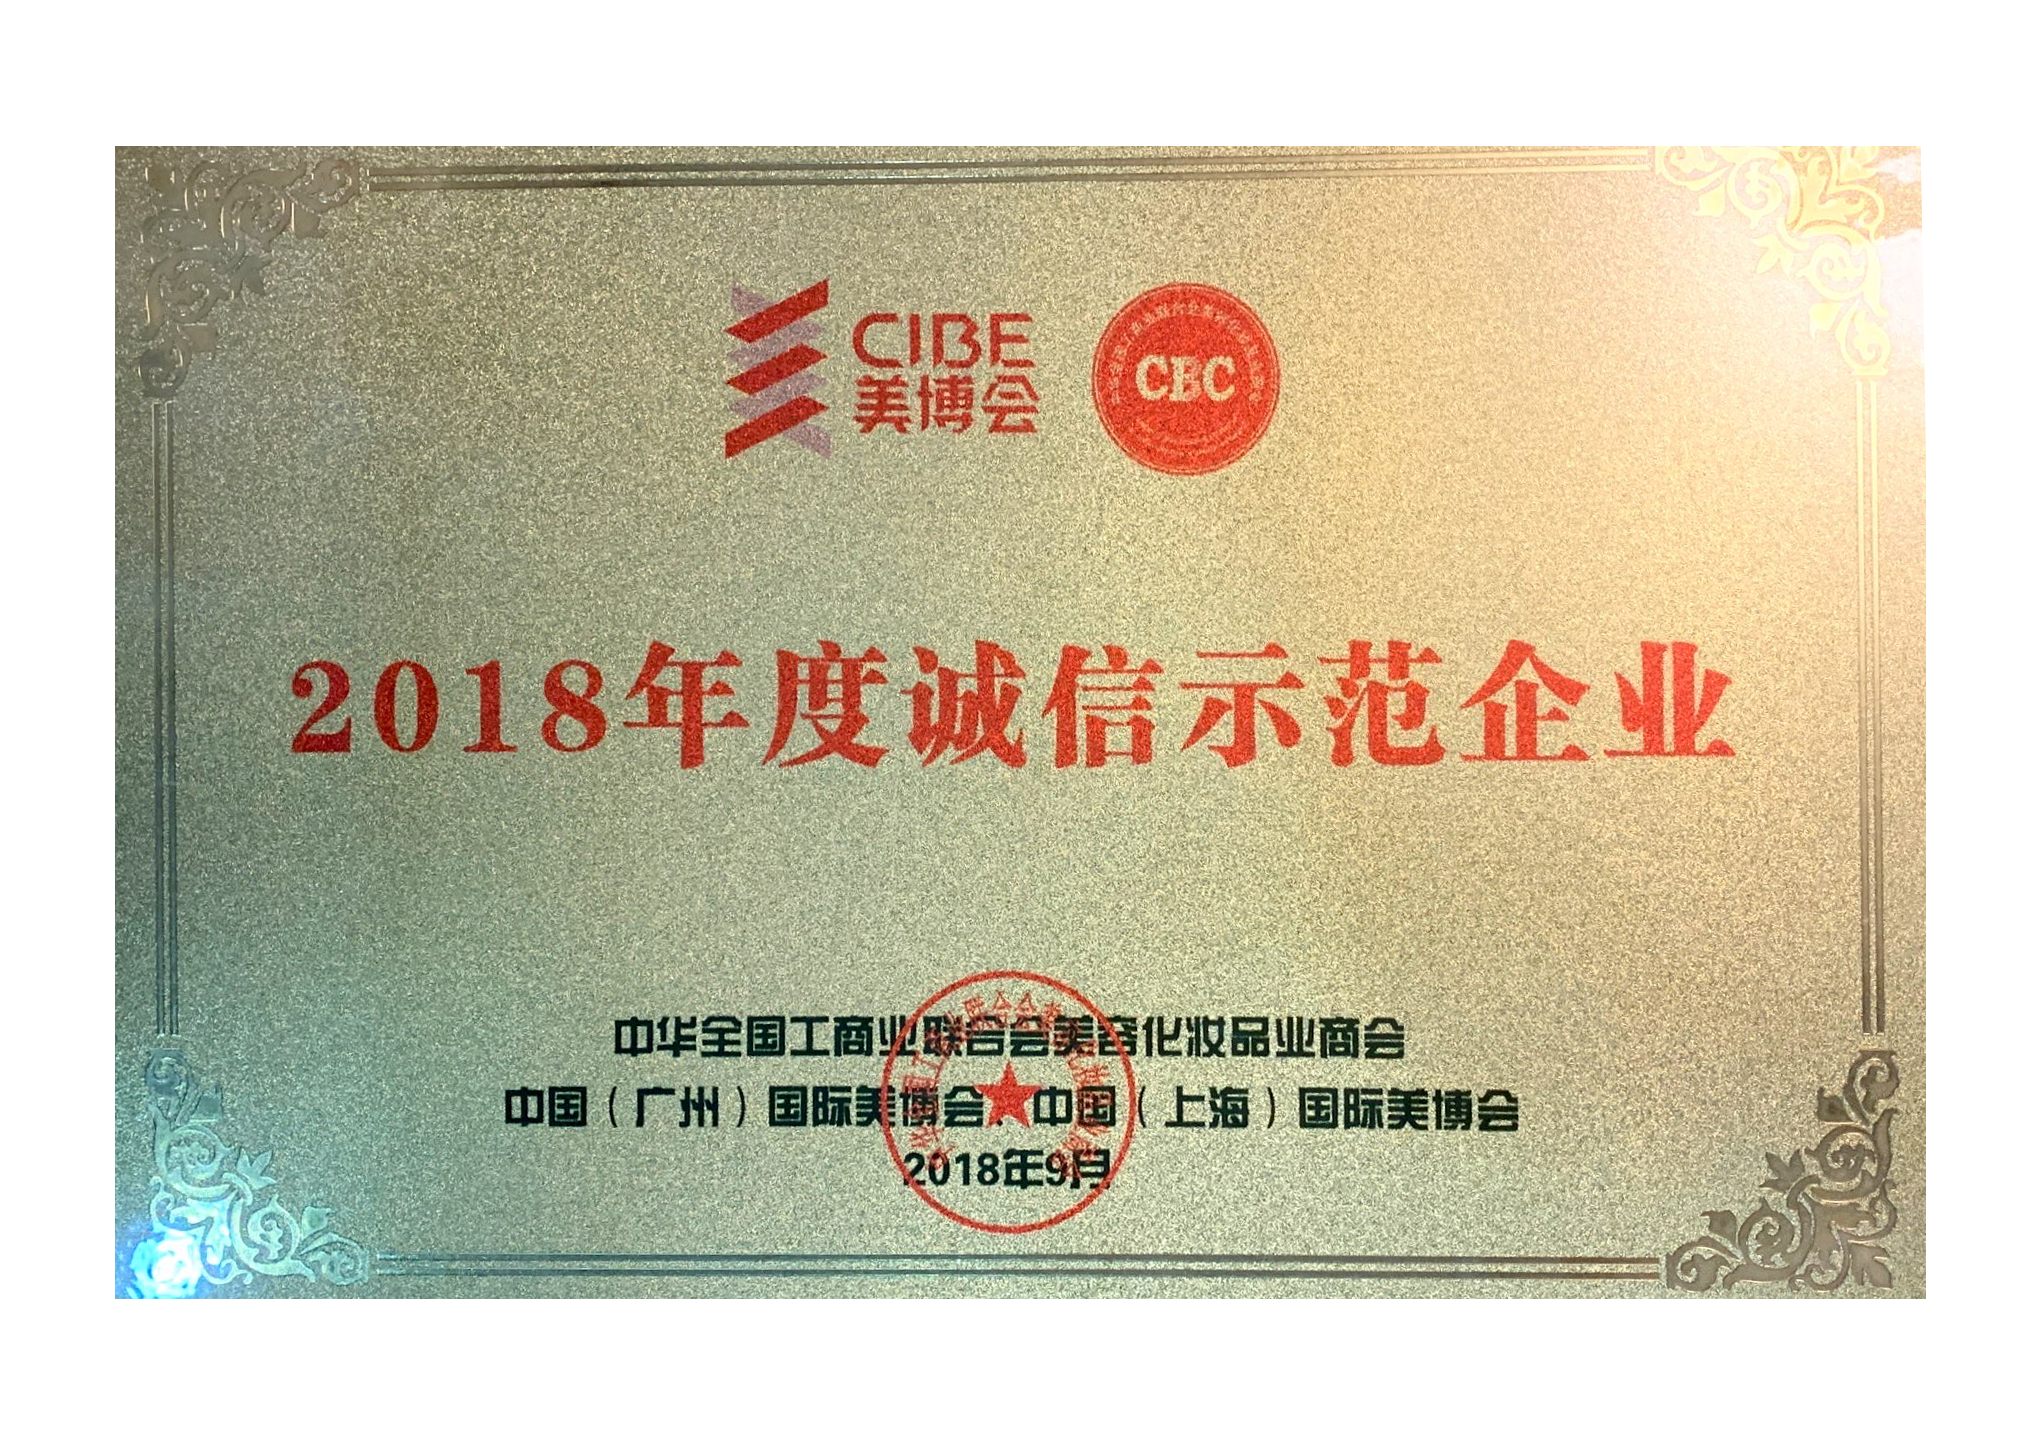 CIBE
美博会
CBC
2018年度诚信示范企业
中华全国工商业联合会美容化妆品业商会
中国（广州）国际美博会、中国（上海）国际美博会
2018年9月